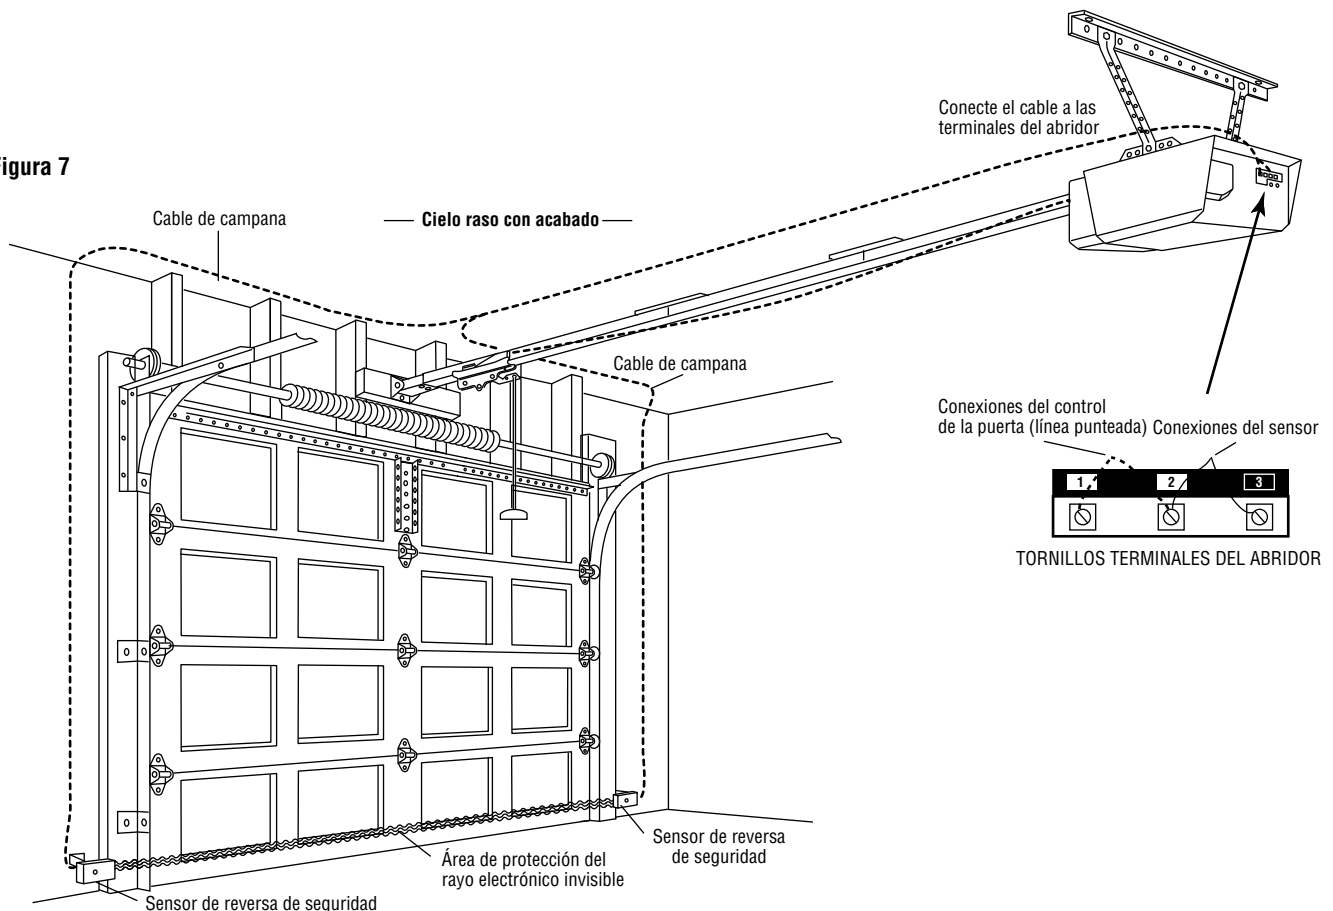 Conecte el cable a las
terminales del abridor
Figura 7
Cable de campana
Cielo raso con acabado
Cable de campana
Conexiones del control
de la puerta (línea punteada)
Conexiones del sensor
1 2 3
TORNILLOS TERMINALES DEL ABRIDOR
Sensor de reversa
de seguridad
Área de protección del
rayo electrónico invisible
Sensor de reversa de seguridad